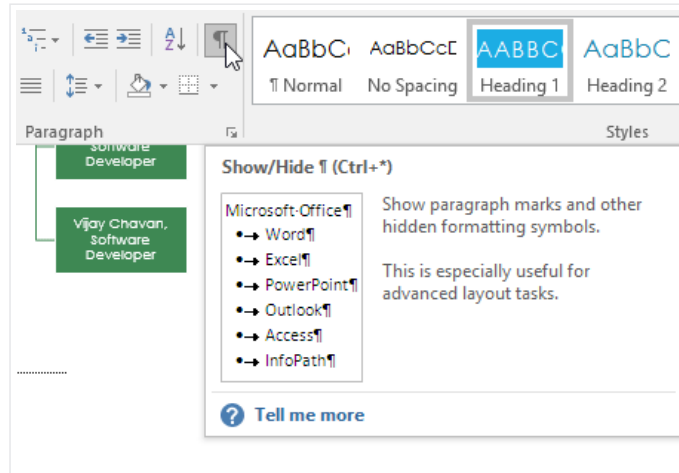 AaBbC AaBbCcE AABBC AaBbC
¶ Normal No Spacing Heading 1 Heading 2
Paragraph Styles
Software
Developer
Show/Hide ¶ (Ctrl+*)
Microsoft·Office¶
Word¶
Excel¶
PowerPoint¶
Outlook¶
Access¶
InfoPath¶
Show paragraph marks and other
hidden formatting symbols.
This is especially useful for
advanced layout tasks.
Vijay Chavan,
Software
Developer
Tell me more